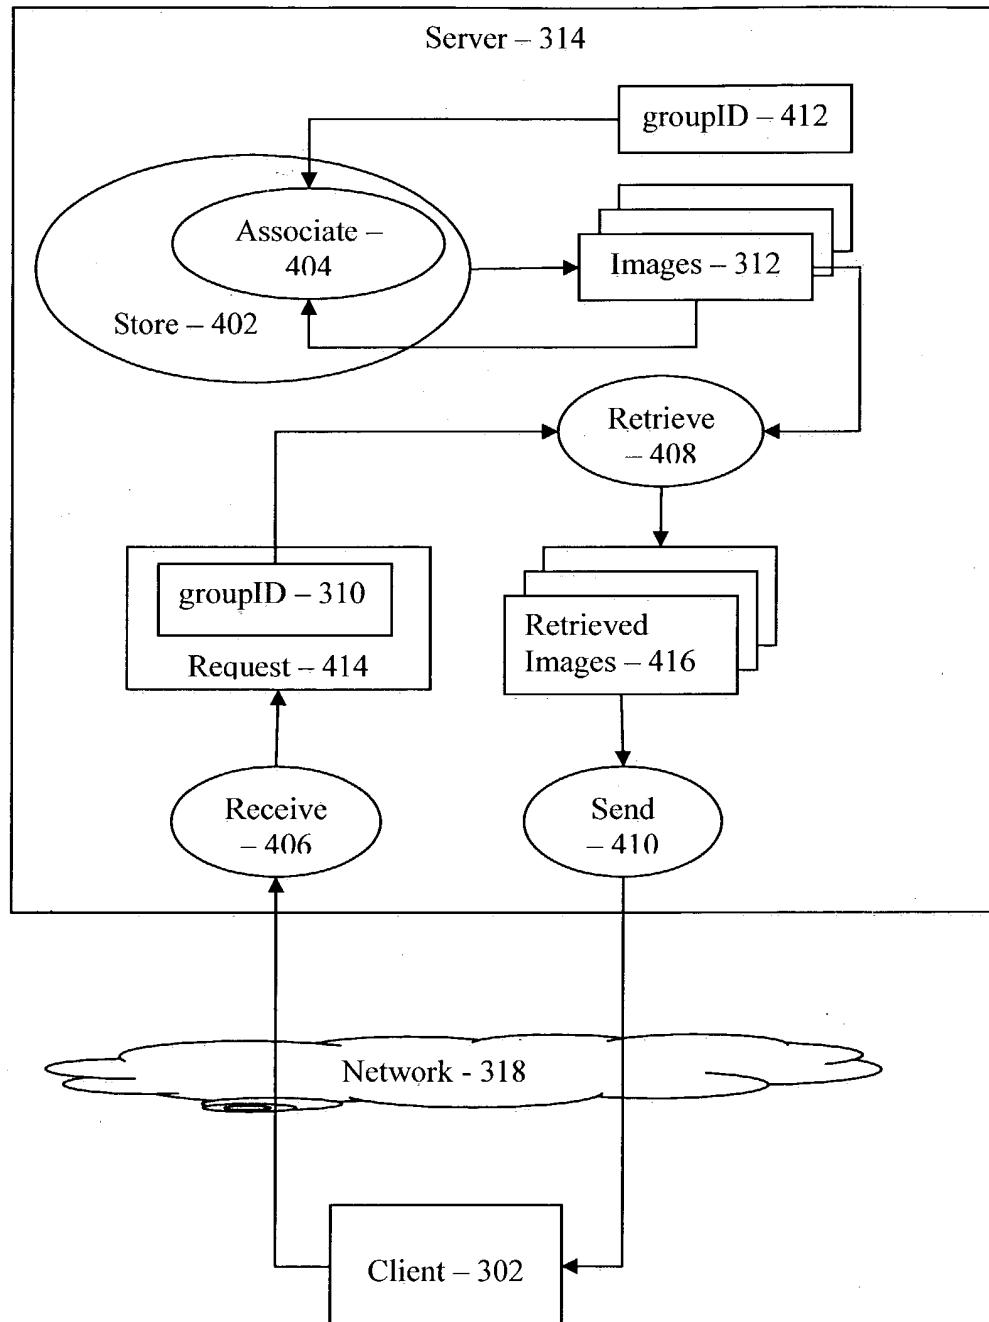 Server – 314
groupID – 412
Associate –
404
Images – 312
Store – 402
Retrieve
– 408
groupID – 310
Request – 414
Retrieved
Images – 416
Receive
– 406
Send
– 410
Network - 318
Client – 302